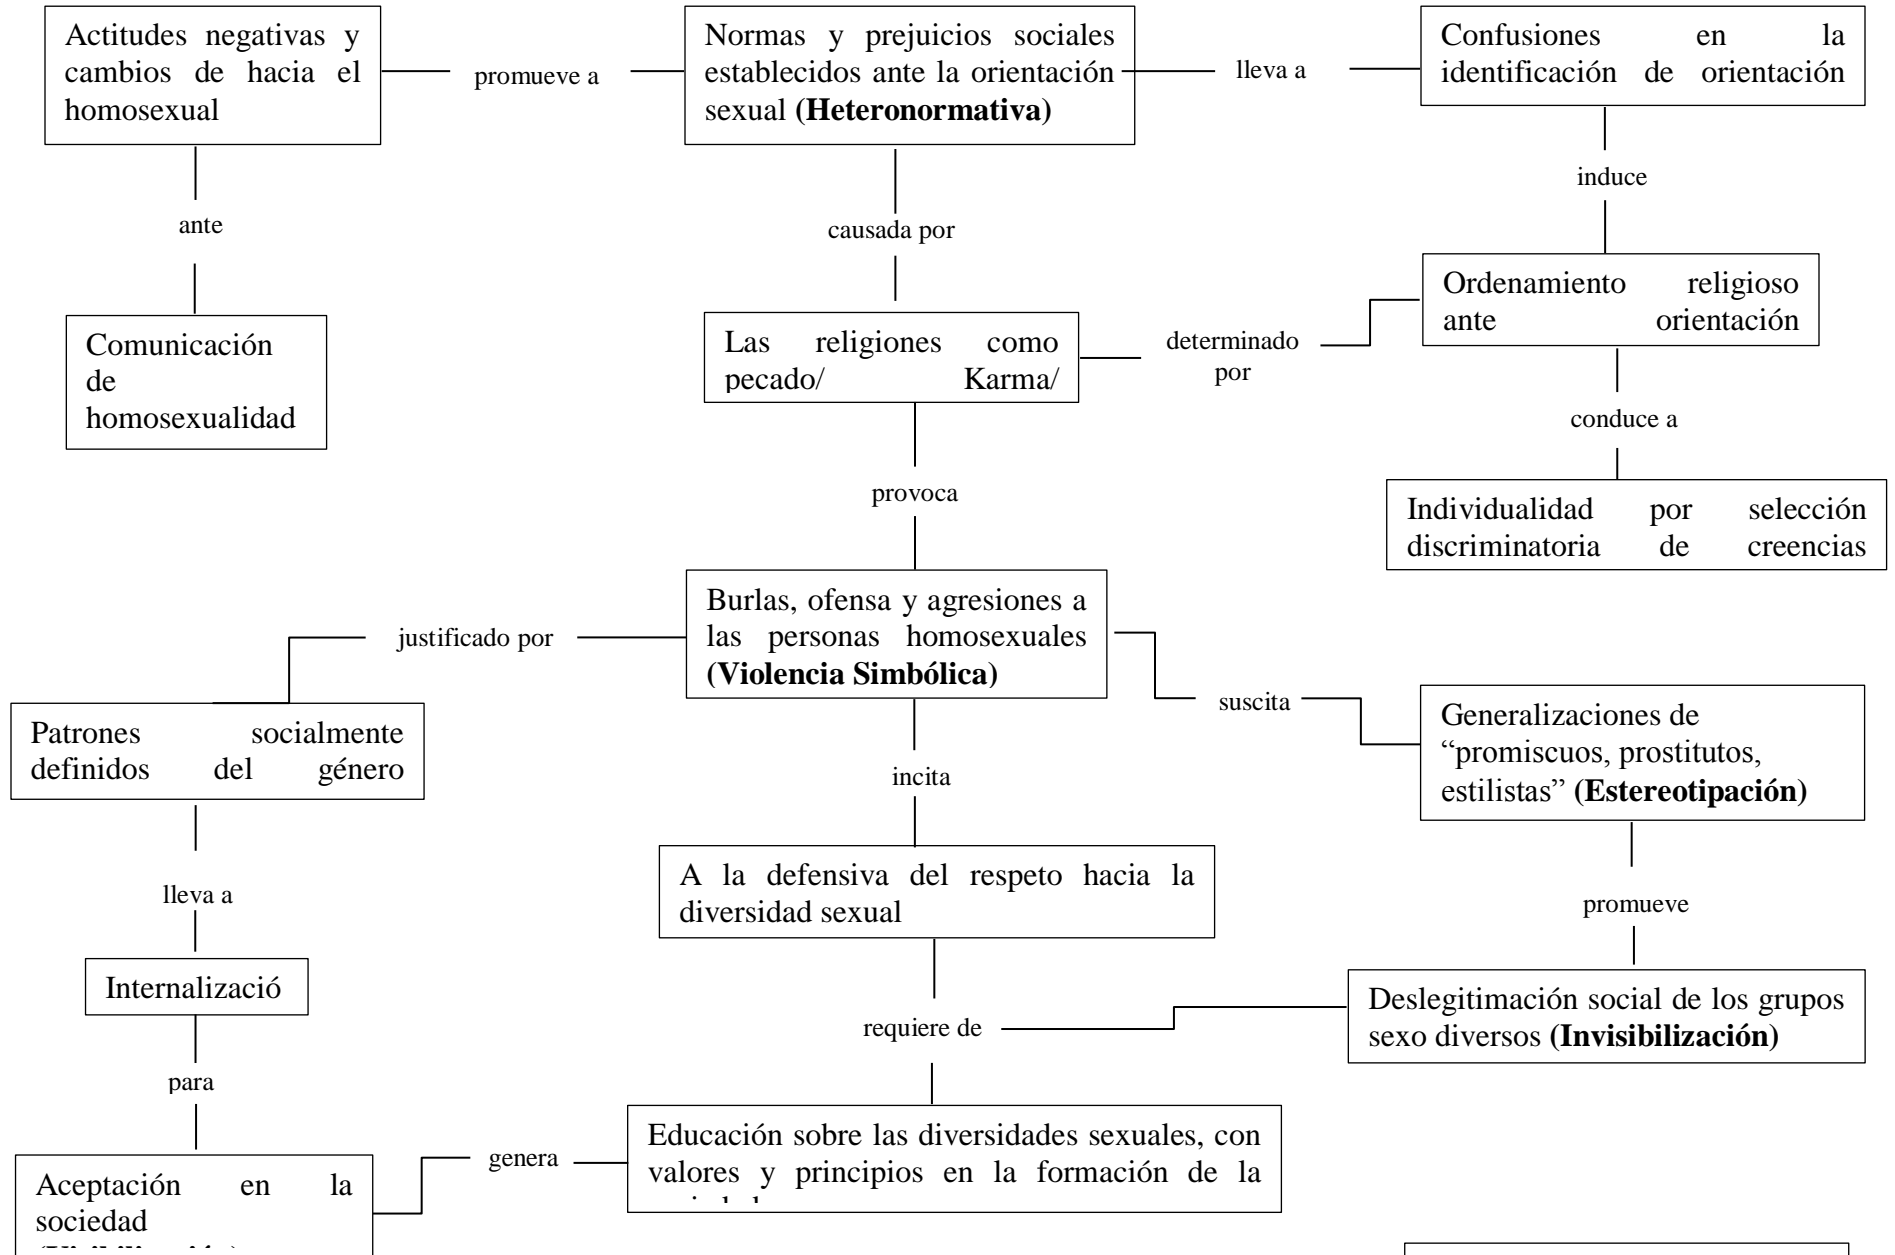 Actitudes negativas y
cambios de hacia el
homosexual
promueve a
Normas y prejuicios sociales
establecidos ante la orientación
sexual (Heteronormativa)
lleva a
Confusiones en la
identificación de orientación
ante
causada por
induce
Comunicación
de
homosexualidad
Las religiones como
pecado/ Karma/
determinado
por
Ordenamiento religioso
ante orientación
conduce a
provoca
Individualidad por selección
discriminatoria de creencias
justificado por
Burlas, ofensa y agresiones a
las personas homosexuales
(Violencia Simbólica)
suscita
Patrones socialmente
definidos del género
incita
Generalizaciones de
“promiscuos, prostitutos,
estilistas” (Estereotipación)
lleva a
A la defensiva del respeto hacia la
diversidad sexual
promueve
Internalizació
requiere de
Deslegitimación social de los grupos
sexo diversos (Invisibilización)
para
Educación sobre las diversidades sexuales, con
valores y principios en la formación de la
genera
Aceptación en la
sociedad